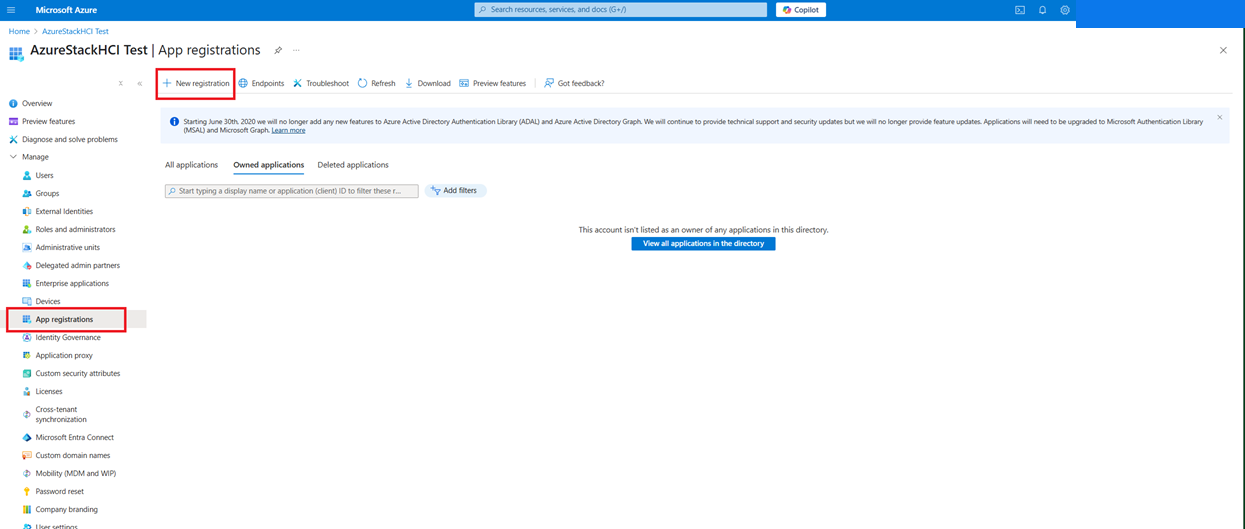 Microsoft Azure
Search resources, services, and docs (G+/)
Copilot
Home > AzureStackHCI Test
AzureStackHCI Test | App registrations
New registration
Endpoints
Troubleshoot
Refresh
Download
Preview features
Got feedback?
Overview
Preview features
Diagnose and solve problems
Manage
Users
Groups
External Identities
Roles and administrators
Administrative units
Delegated admin partners
Enterprise applications
Devices
App registrations
Identity Governance
Application proxy
Custom security attributes
Licenses
Cross-tenant
synchronization
Microsoft Entra Connect
Custom domain names
Mobility (MDM and WIP)
Password reset
Company branding
User settings
Starting June 30th, 2020 we will no longer add any new features to Azure Active Directory Authentication Library (ADAL) and Azure Active Directory Graph. We will continue to provide technical support and security updates but we will no longer provide feature updates. Applications will need to be upgraded to Microsoft Authentication Library
(MSAL) and Microsoft Graph. Learn more
All applications
Owned applications
Deleted applications
Start typing a display name or application (client) ID to filter these r...
Add filters
This account isn't listed as an owner of any applications in this directory.
View all applications in the directory